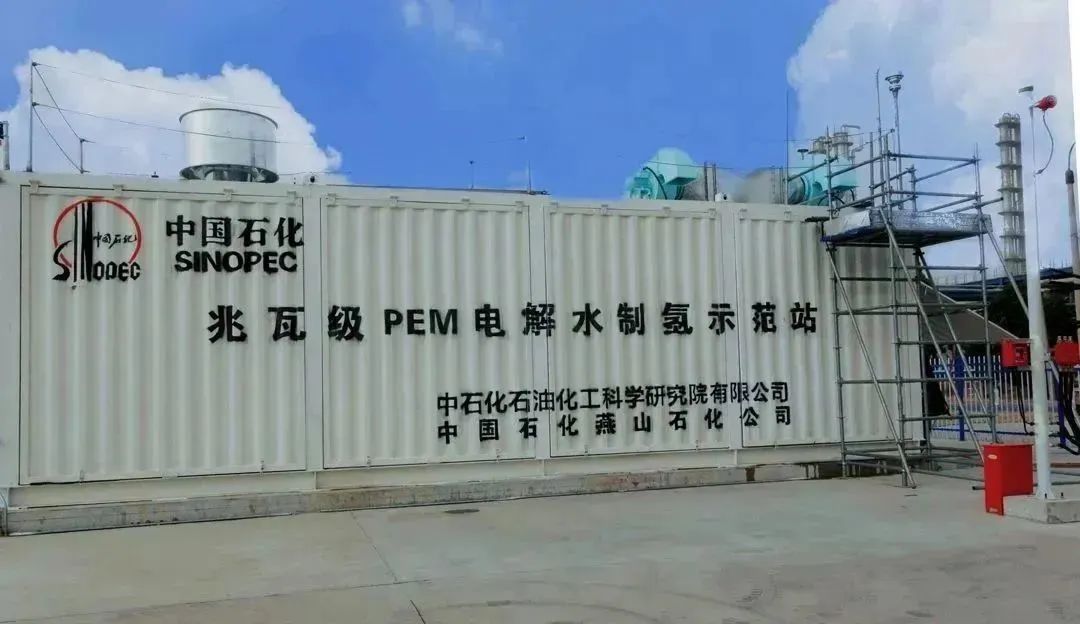 中国石化
SINOPEC
中国石化
SINOPEC
兆瓦级PEM电解水制氢示范站
中石化石油化工科学研究院有限公司
中国石化燕山石化公司